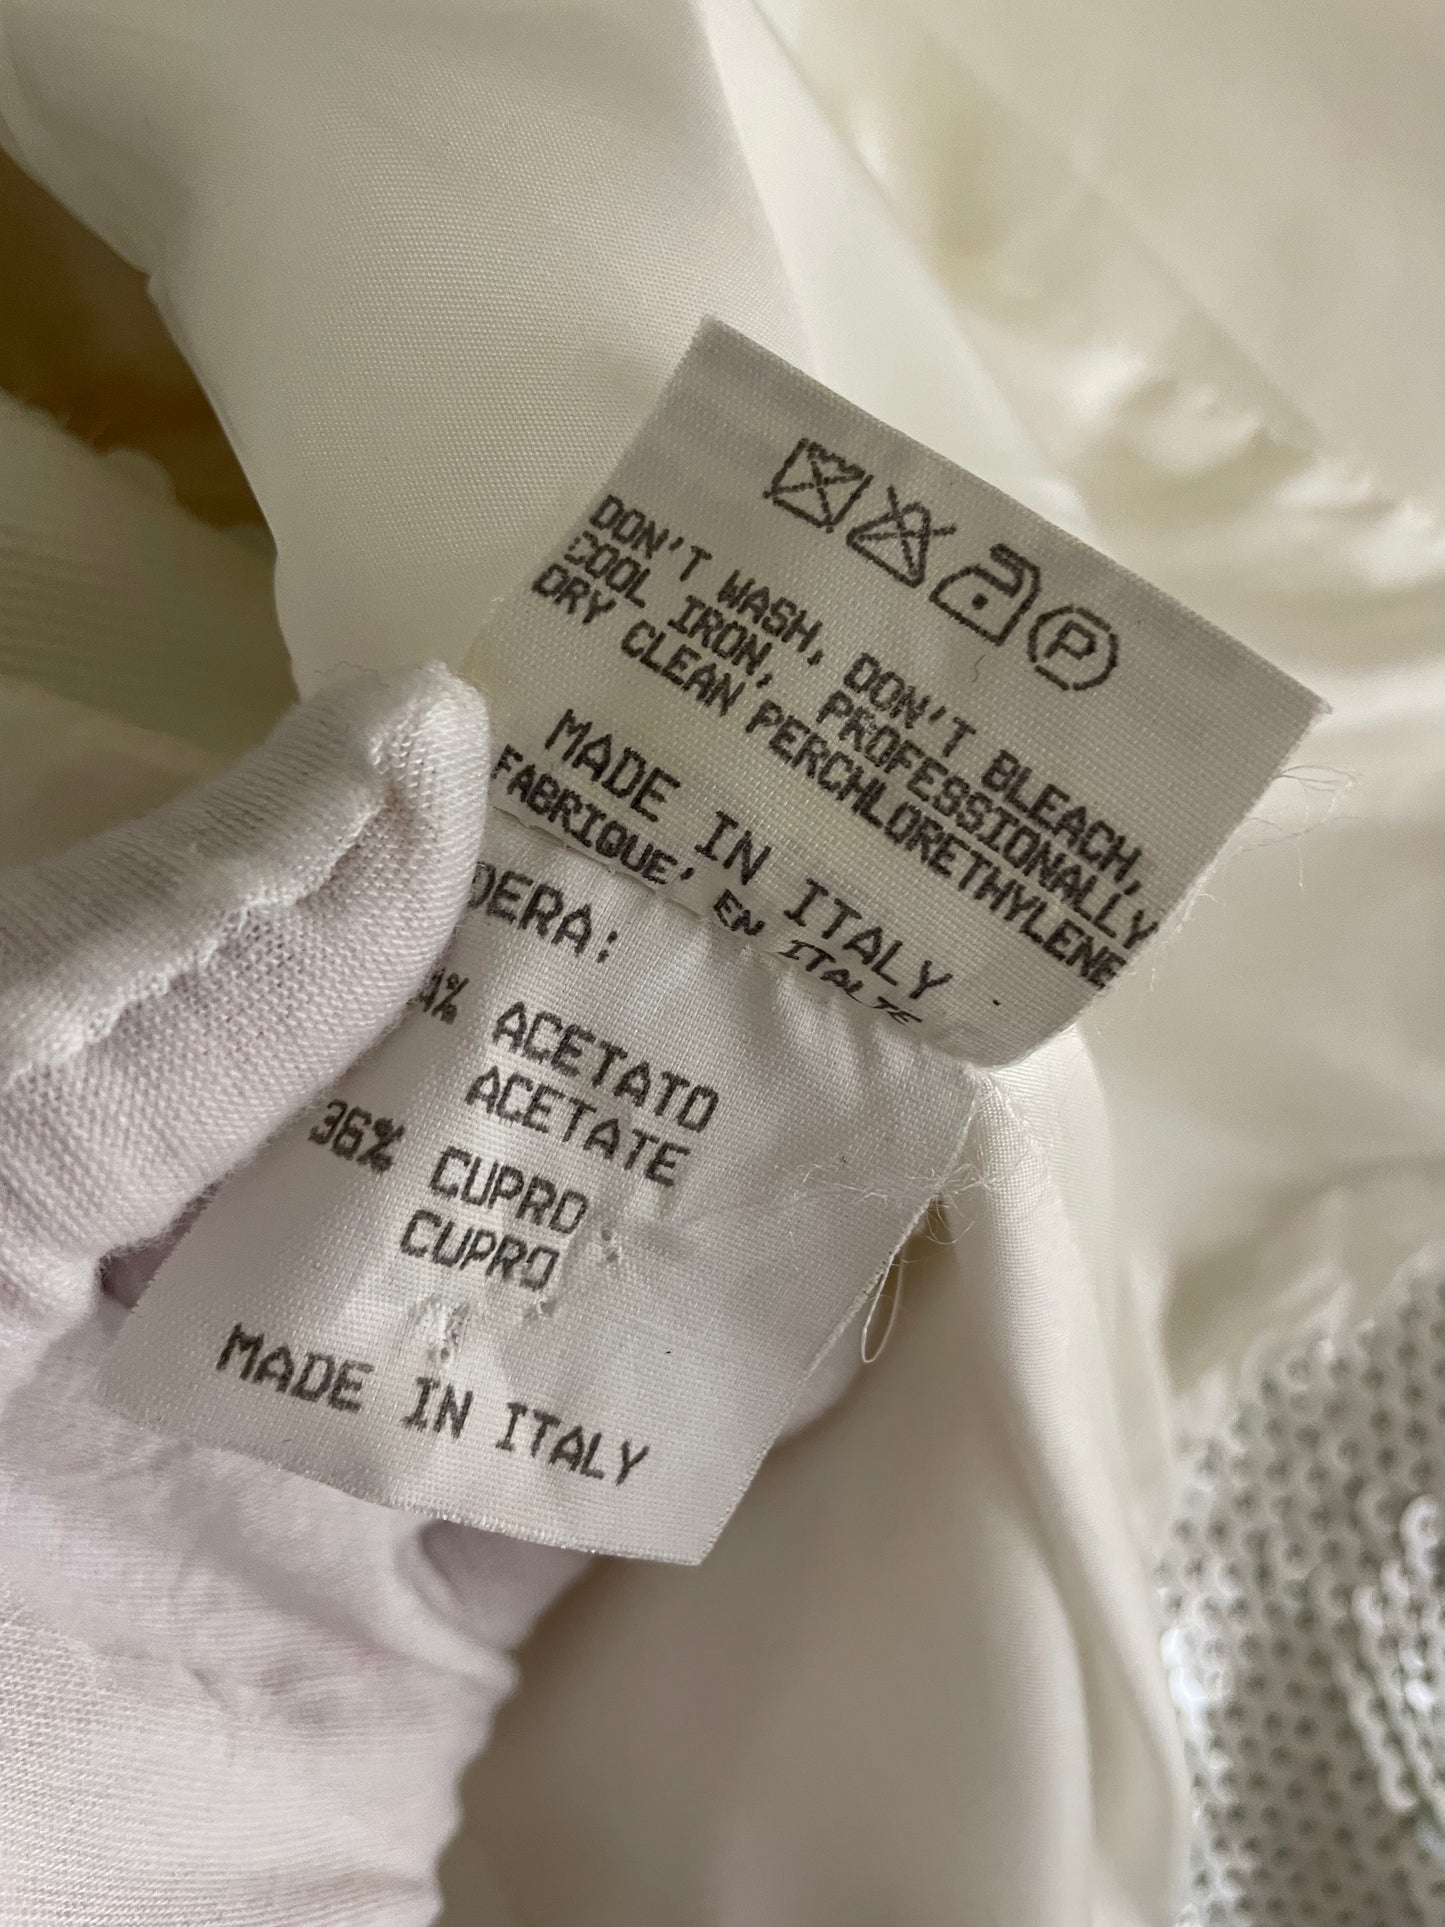 DON'T WASH, DON'T BLEACH,
COOL IRON, PROFESSIONALLY
DRY CLEAN PERCHLORETHYLENE
MADE IN ITALY
FABRIQUE' EN ITALIE
DERA:
4% ACETATO
ACETATE
36% CUPRO
CUPRO
MADE IN ITALY